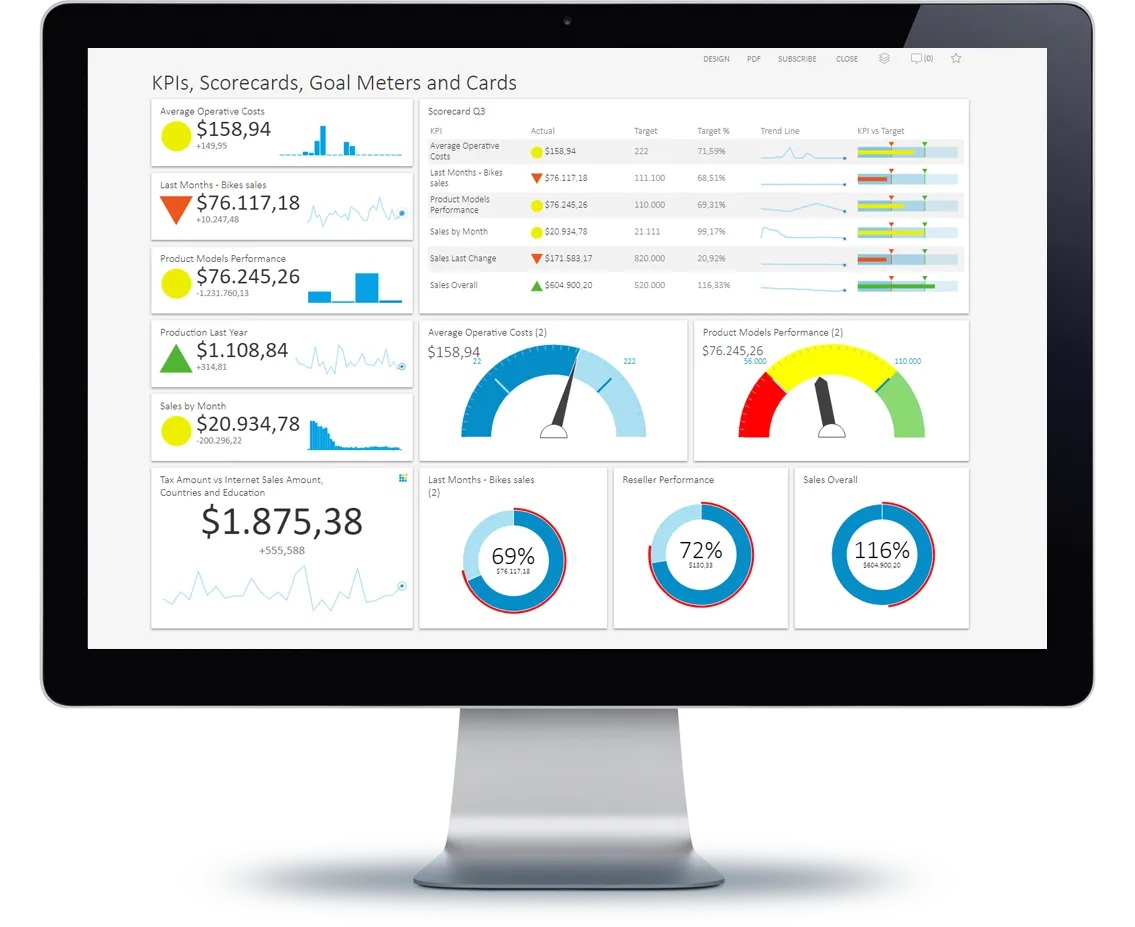 DESIGN PDF SUBSCRIBE CLOSE (0)
KPIs, Scorecards, Goal Meters and Cards
Average Operative Costs
$158,94
+149,95
Last Months - Bikes sales
$76.117,18
+10.247,48
Product Models Performance
$76.245,26
-1.231.760,13
Production Last Year
$1.108,84
+314,81
Sales by Month
$20.934,78
-200.296,22
Scorecard Q3
KPI Actual Target Target % Trend Line KPI vs Target
Average Operative
Costs
$158,94 222 71,59%
Last Months - Bikes
sales
$76.117,18 111.100 68,51%
Product Models
Performance
$76.245,26 110.000 69,31%
Sales by Month $20.934,78 21.111 99,17%
Sales Last Change $171.583,17 820.000 20,92%
Sales Overall $604.900,20 520.000 116,33%
Average Operative Costs (2)
$158,94
22 222
Product Models Performance (2)
$76.245,26
56.000 110.000
Tax Amount vs Internet Sales Amount,
Countries and Education
$1.875,38
+555,588
Last Months - Bikes sales
(2)
69%
$76.117,18
Reseller Performance
72%
$130,33
Sales Overall
116%
$604.900,20